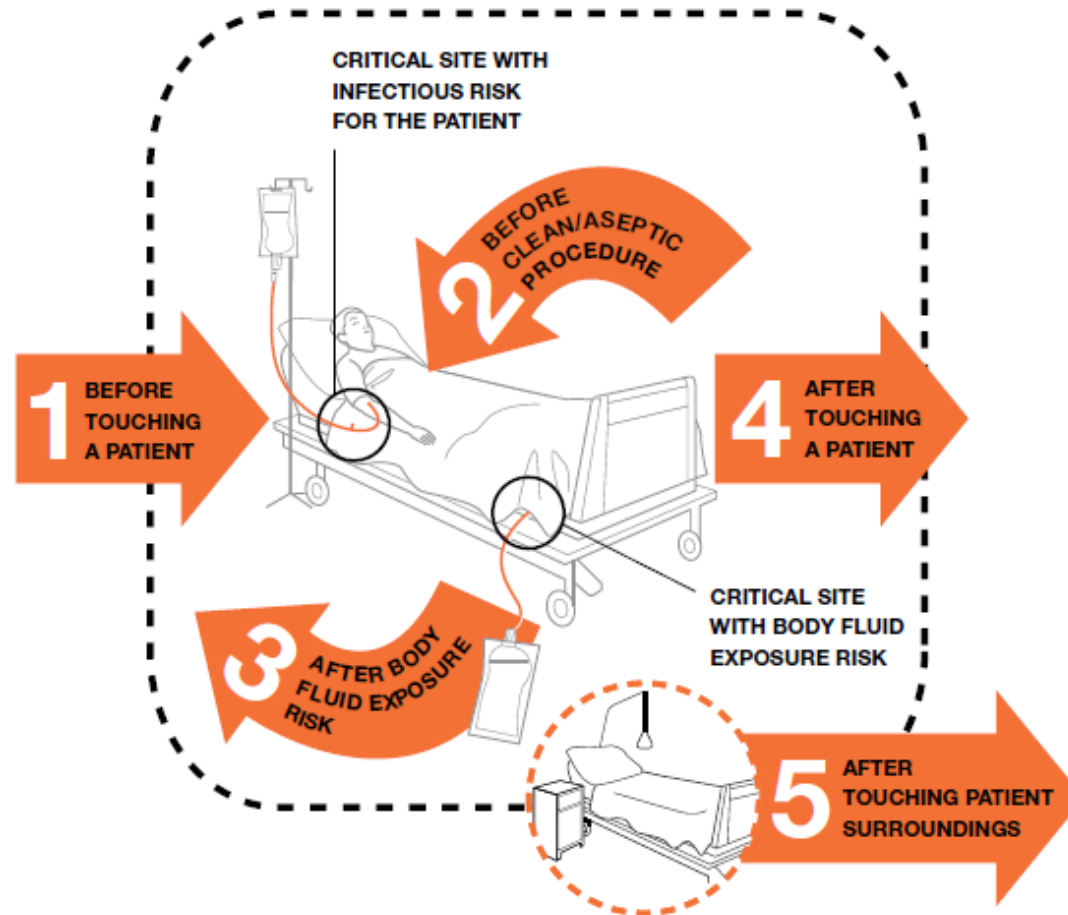 CRITICAL SITE WITH
INFECTIOUS RISK
FOR THE PATIENT
2
BEFORE
CLEAN/ASEPTIC
PROCEDURE
1
BEFORE
TOUCHING
A PATIENT
4
AFTER
TOUCHING
A PATIENT
3
AFTER BODY
FLUID EXPOSURE
RISK
CRITICAL SITE
WITH BODY FLUID
EXPOSURE RISK
5
AFTER
TOUCHING PATIENT
SURROUNDINGS